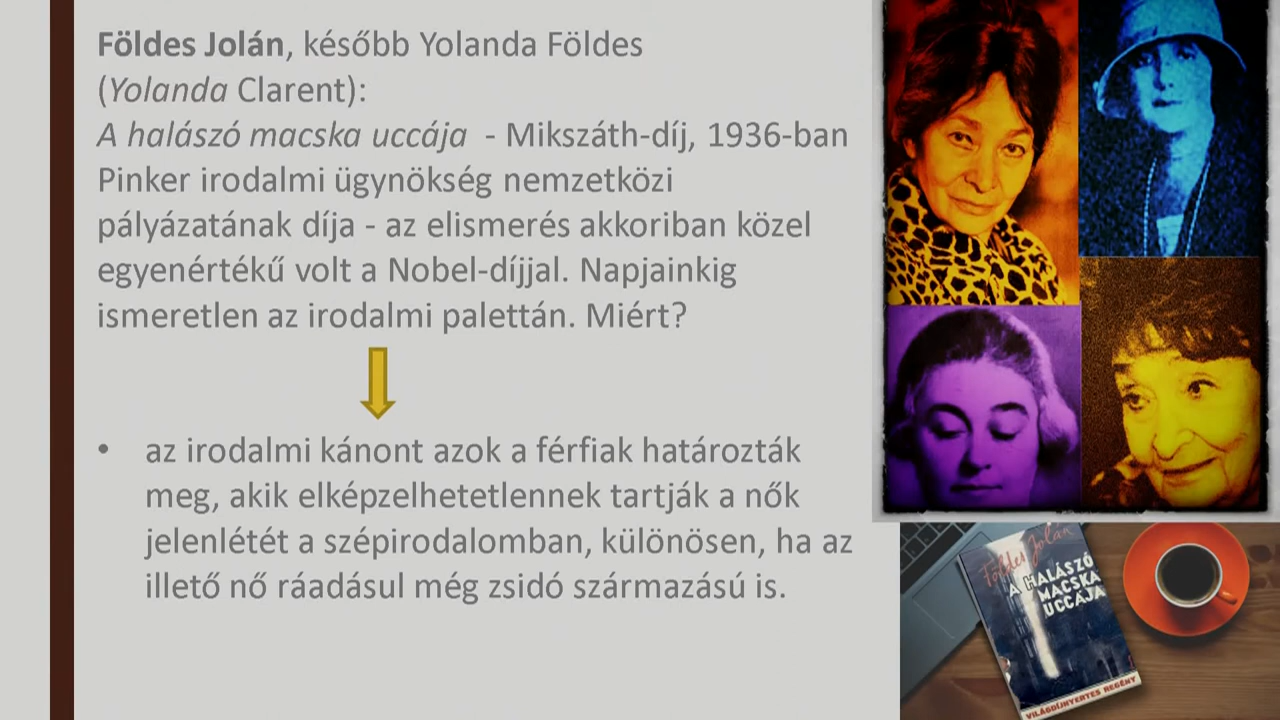 Földes Jolán, később Yolanda Földes
(Yolanda Clarent):
A halászó macska uccája - Mikszáth-díj, 1936-ban
Pinker irodalmi ügynökség nemzetközi
pályázatának díja - az elismerés akkoriban közel
egyenértékű volt a Nobel-díjjal. Napjainkig
ismeretlen az irodalmi palettán. Miért?
• az irodalmi kánont azok a férfiak határozták
meg, akik elképzelhetetlennek tartják a nők
jelenlétét a szépirodalomban, különösen, ha az
illető nő ráadásul még zsidó származású is.
Földes Jolán
A HALÁSZÓ
MACSKA
UCCÁJA
VILÁGDÍJNYERTES REGÉNY